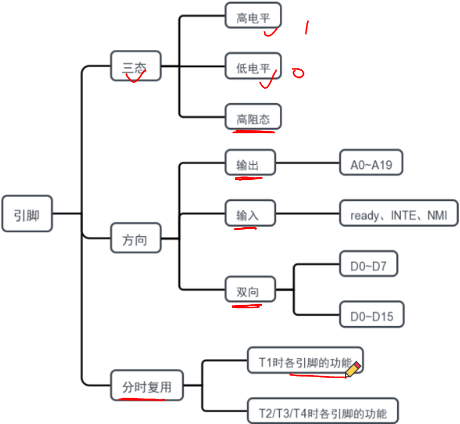 高电平
1
三态
低电平
0
高阻态
输出
A0~A19
引脚
方向
输入
ready、INTE、NMI
双向
D0~D7
D0~D15
分时复用
T1时各引脚的功能
T2/T3/T4时各引脚的功能